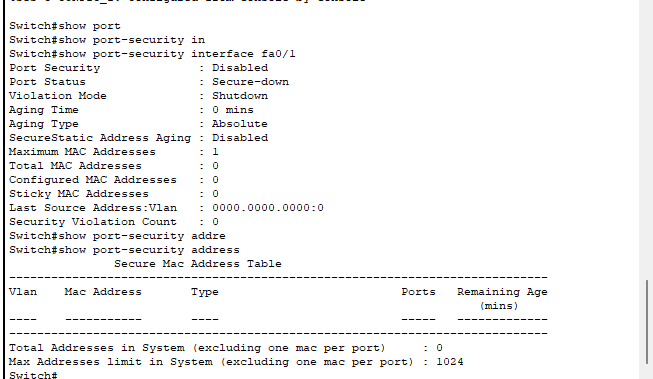 Switch#show port
Switch#show port-security in
Switch#show port-security interface fa0/1
Port Security : Disabled
Port Status : Secure-down
Violation Mode : Shutdown
Aging Time : 0 mins
Aging Type : Absolute
SecureStatic Address Aging : Disabled
Maximum MAC Addresses : 1
Total MAC Addresses : 0
Configured MAC Addresses : 0
Sticky MAC Addresses : 0
Last Source Address:Vlan : 0000.0000.0000:0
Security Violation Count : 0
Switch#show port-security addre
Switch#show port-security address
Secure Mac Address Table
-----------------------------------------------------------------------------
Vlan Mac Address Type Ports Remaining Age
(mins)
---- ----------- ---- ----- -------------
-----------------------------------------------------------------------------
Total Addresses in System (excluding one mac per port) : 0
Max Addresses limit in System (excluding one mac per port) : 1024
Switch#